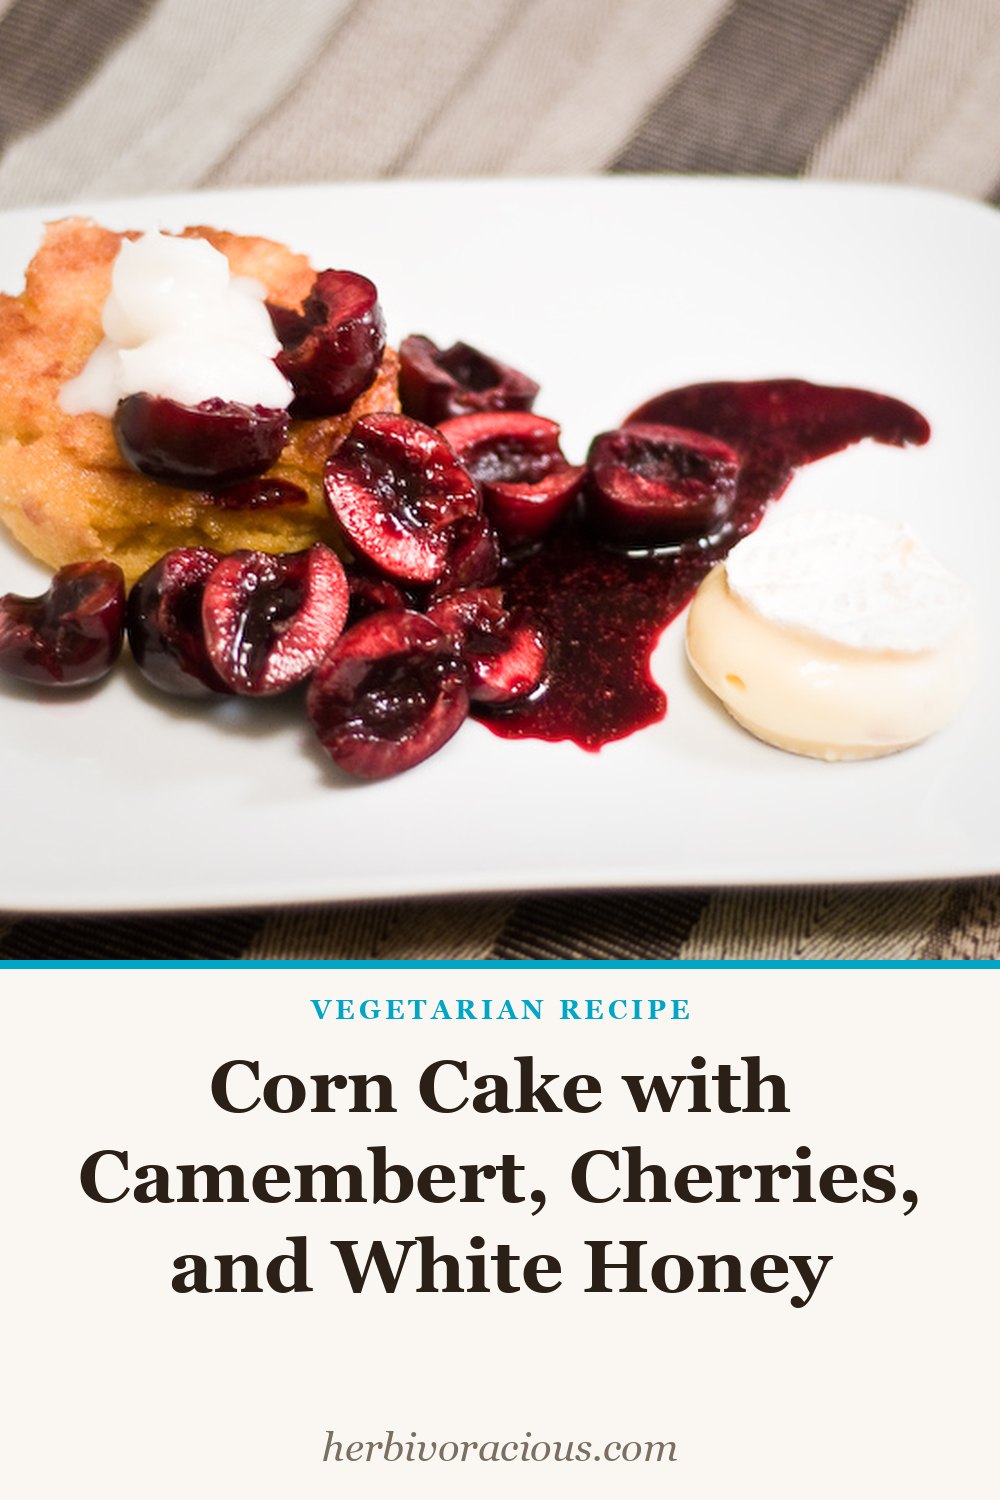 VEGETARIAN RECIPE
Corn Cake with
Camembert, Cherries,
and White Honey
herbivoracious.com